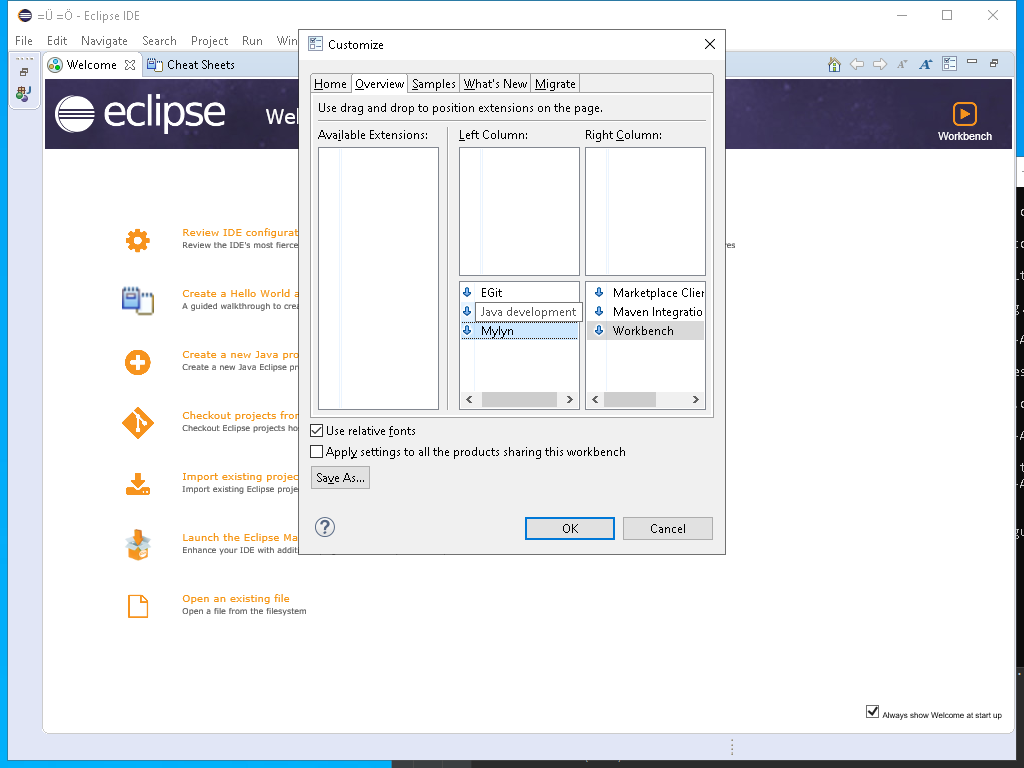 =Ü =Ö - Eclipse IDE
File Edit Navigate Search Project Run Win
Customize
Welcome
Cheat Sheets
Home Overview Samples What's New Migrate
Use drag and drop to position extensions on the page.
eclipse
Wel
Workbench
Available Extensions: Left Column: Right Column:
EGit
Java development
Mylyn
Marketplace Clier
Maven Integratio
Workbench
Review IDE configurat
Review the IDE's most fierce
res
Create a Hello World a
A guided walkthrough to crea
Create a new Java pro
Create a new Java Eclipse pr
Checkout projects from
Checkout Eclipse projects ho
Import existing projec
Import existing Eclipse proje
Launch the Eclipse Ma
Enhance your IDE with addit
Open an existing file
Open a file from the filesystem
Use relative fonts
Apply settings to all the products sharing this workbench
Save As...
OK Cancel
Always show Welcome at start up